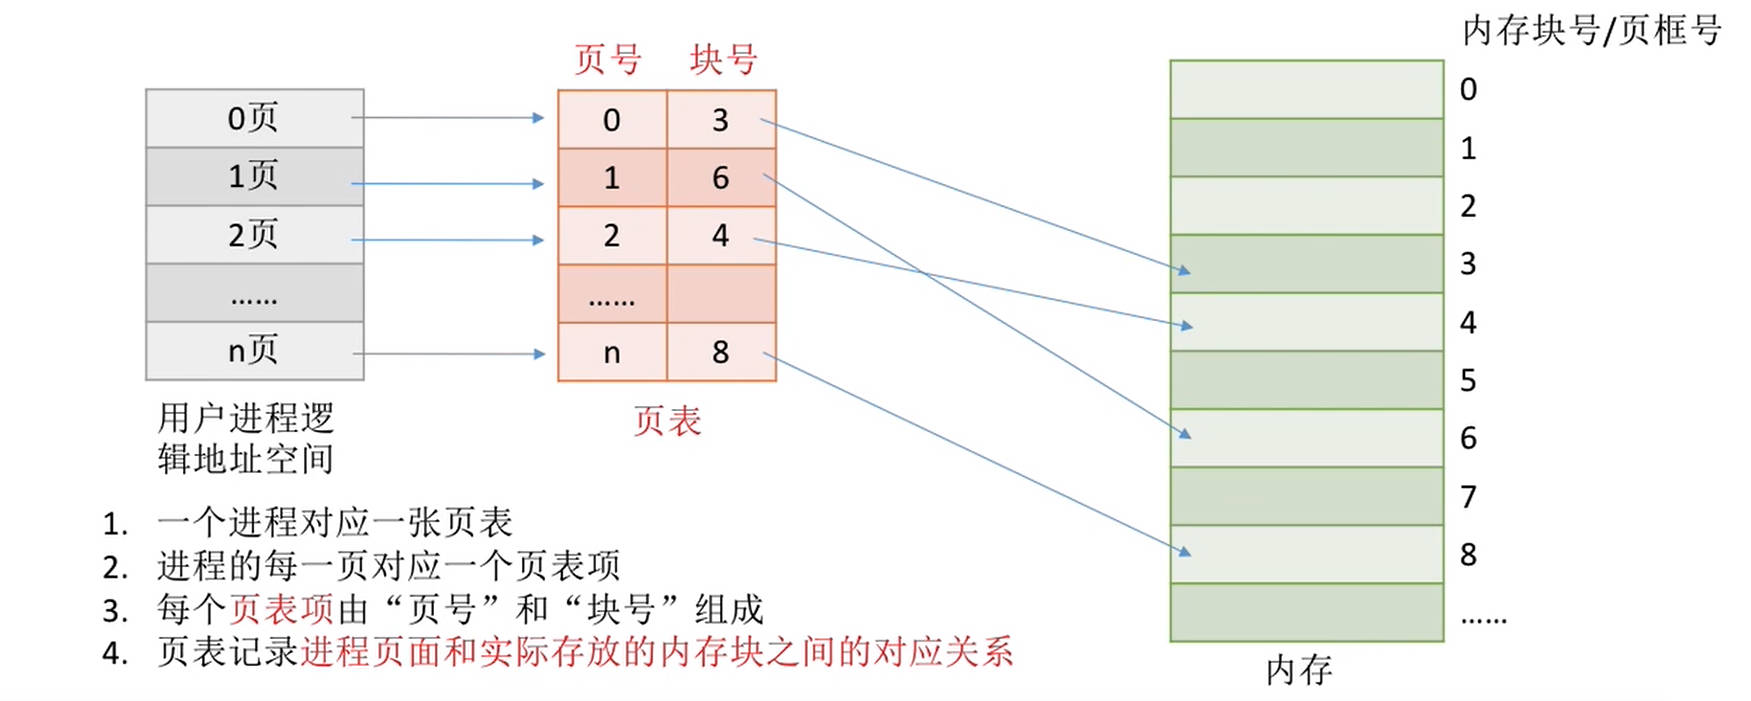 内存块号/页框号
页号 块号
0页 0 3 0
1页 1 6 1
2页 2 4 2
…… …… 3
n页 n 8 4
5
6
7
8
……
用户进程逻
辑地址空间
页表
内存
1. 一个进程对应一张页表
2. 进程的每一页对应一个页表项
3. 每个页表项由“页号”和“块号”组成
4. 页表记录进程页面和实际存放的内存块之间的对应关系